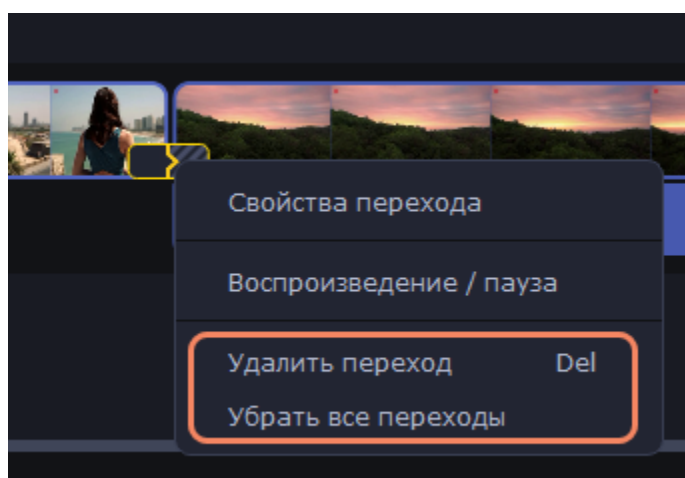 Свойства перехода
Воспроизведение / пауза
Удалить переход Del
Убрать все переходы